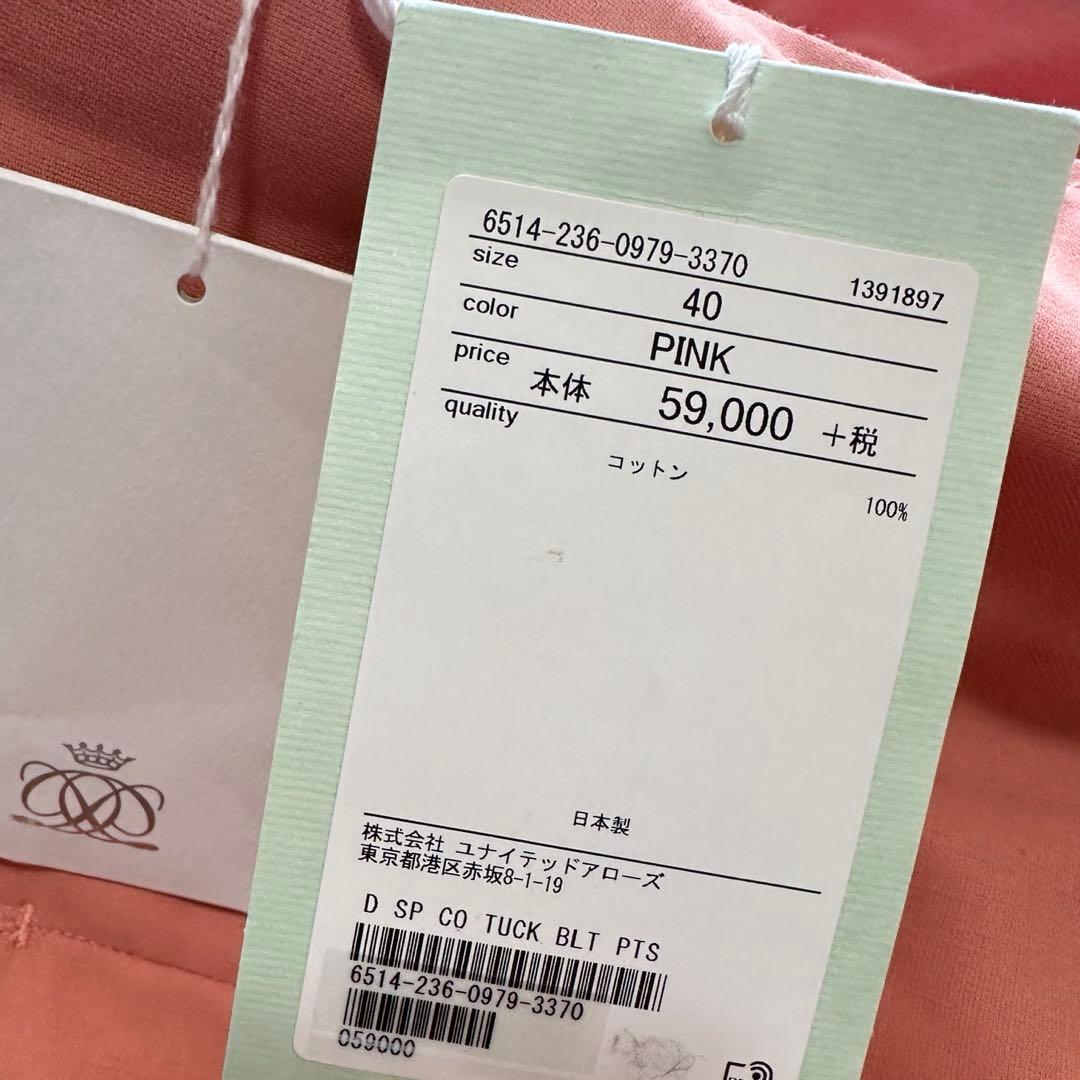 6514-236-0979-3370
1391897
size 40
color PINK
price 本体 59,000 +税
quality
コットン
100%
日本製
株式会社 ユナイテッドアローズ
東京都港区赤坂8-1-19
D SP CO TUCK BLT PTS
6514-236-0979-3370
059000